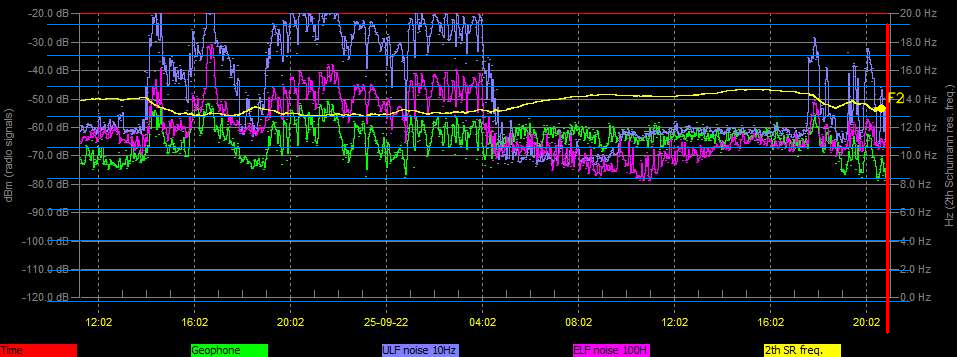 -20.0 dB 20.0 Hz
-30.0 dB 18.0 Hz
-40.0 dB 16.0 Hz
-50.0 dB 14.0 Hz
F2
-60.0 dB 12.0 Hz
-70.0 dB 10.0 Hz
-80.0 dB 8.0 Hz
-90.0 dB 6.0 Hz
-100.0 dB 4.0 Hz
-110.0 dB 2.0 Hz
-120.0 dB 0.0 Hz
dBm (radio signals)
Hz (2th Schumann res. freq.)
12:02 16:02 20:02 25-09-22 04:02 08:02 12:02 16:02 20:02
Time Geophone ULF noise 10Hz ELF noise 100H 2th SR freq.